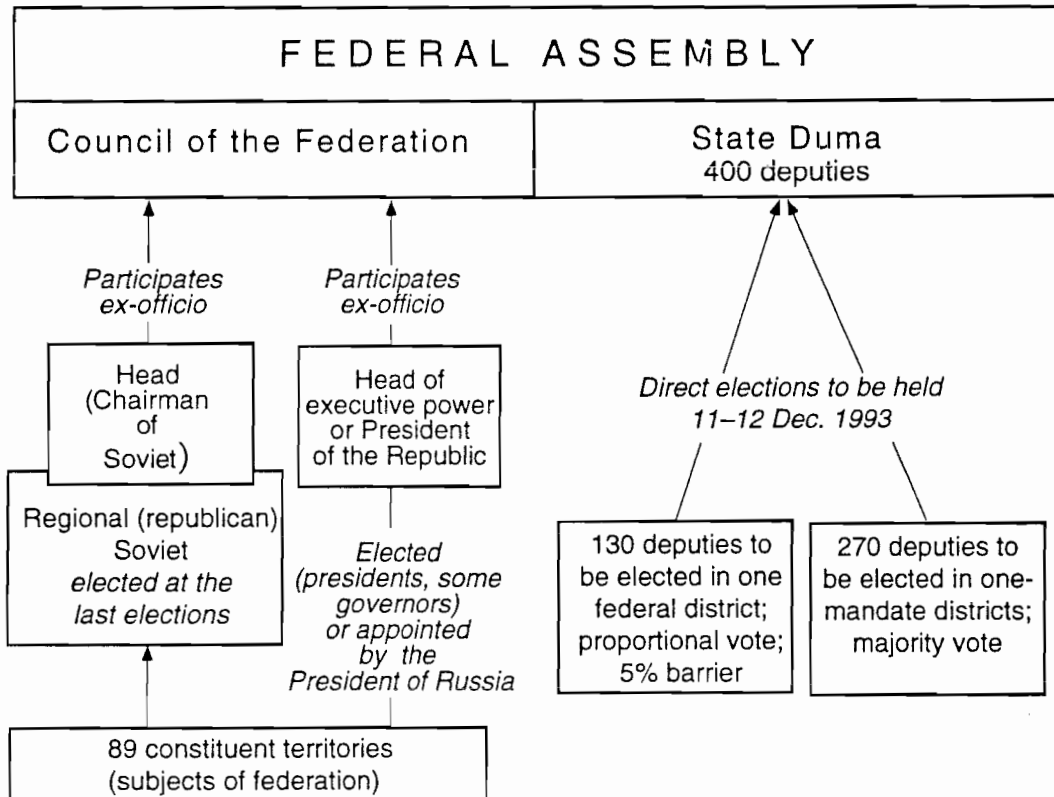 FEDERAL ASSEMBLY
Council of the Federation
State Duma
400 deputies
Participates
ex-officio
Participates
ex-officio
Head
(Chairman
of
Soviet)
Head of
executive power
or President
of the Republic
Direct elections to be held
11–12 Dec. 1993
Regional (republican)
Soviet
elected at the
last elections
Elected
(presidents, some
governors)
or appointed
by the
President of Russia
130 deputies to
be elected in one
federal district;
proportional vote;
5% barrier
270 deputies to
be elected in one-
mandate districts;
majority vote
89 constituent territories
(subjects of federation)